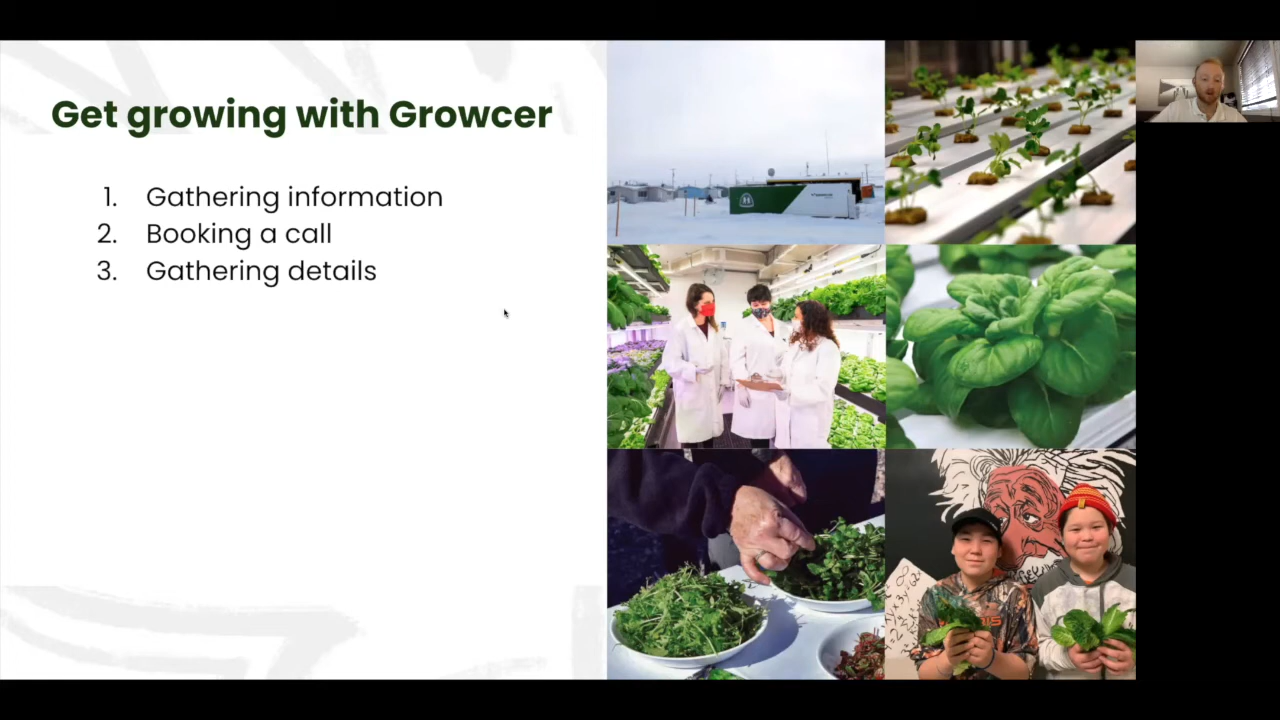 Get growing with Growcer
1. Gathering information
2. Booking a call
3. Gathering details